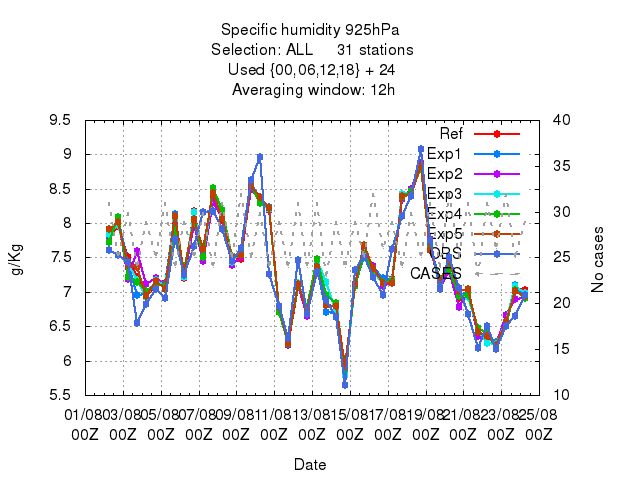 Specific humidity 925hPa
Selection: ALL 31 stations
Used {00,06,12,18} + 24
Averaging window: 12h
9.5 40
Ref
Exp1
9 35
Exp2
Exp3
8.5 30
Exp4
8 Exp5
OBS
7.5 25
CASES
7 20
6.5
6 15
5.5 10
g/Kg
No cases
01/08 03/08 05/08 07/08 09/08 11/08 13/08 15/08 17/08 19/08 21/08 23/08 25/08
00Z 00Z 00Z 00Z 00Z 00Z 00Z 00Z 00Z 00Z 00Z 00Z 00Z
Date